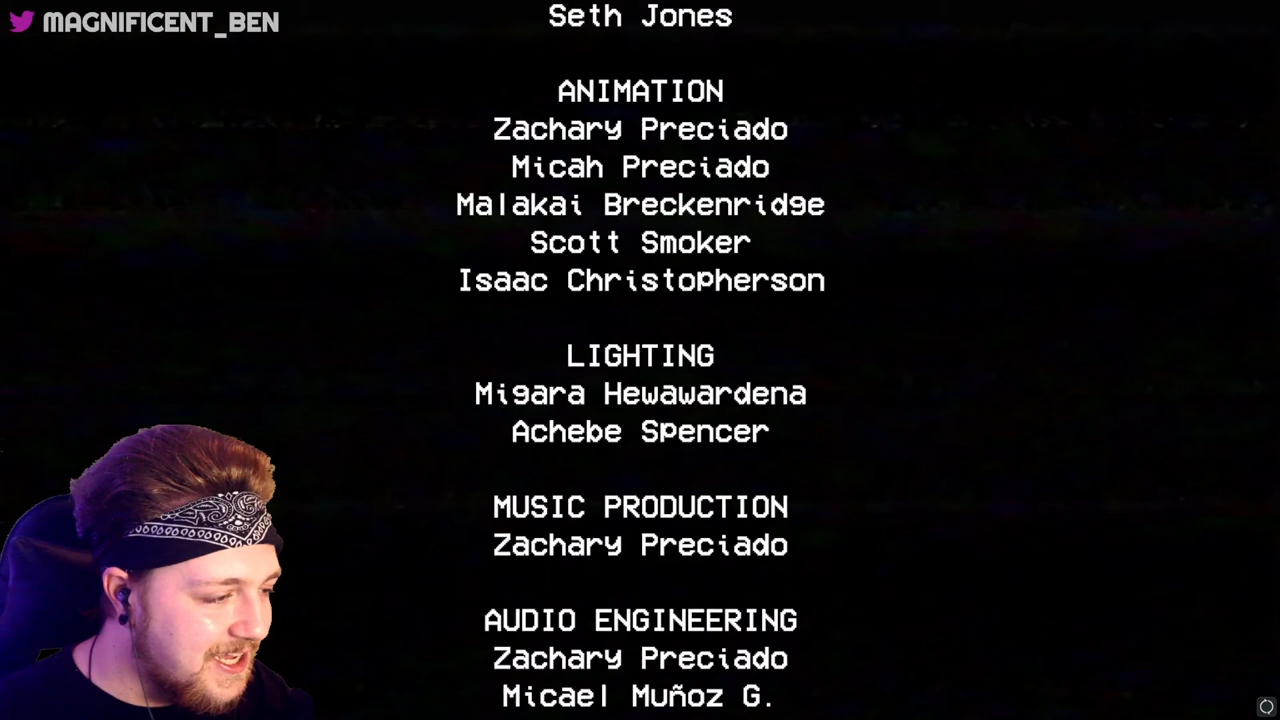 MAGNIFICENT_BEN
Seth Jones
ANIMATION
Zachary Preciado
Micah Preciado
Malakai Breckenridge
Scott Smoker
Isaac Christopherson
LIGHTING
Migara Hewawardena
Achebe Spencer
MUSIC PRODUCTION
Zachary Preciado
AUDIO ENGINEERING
Zachary Preciado
Micael Muñoz G.